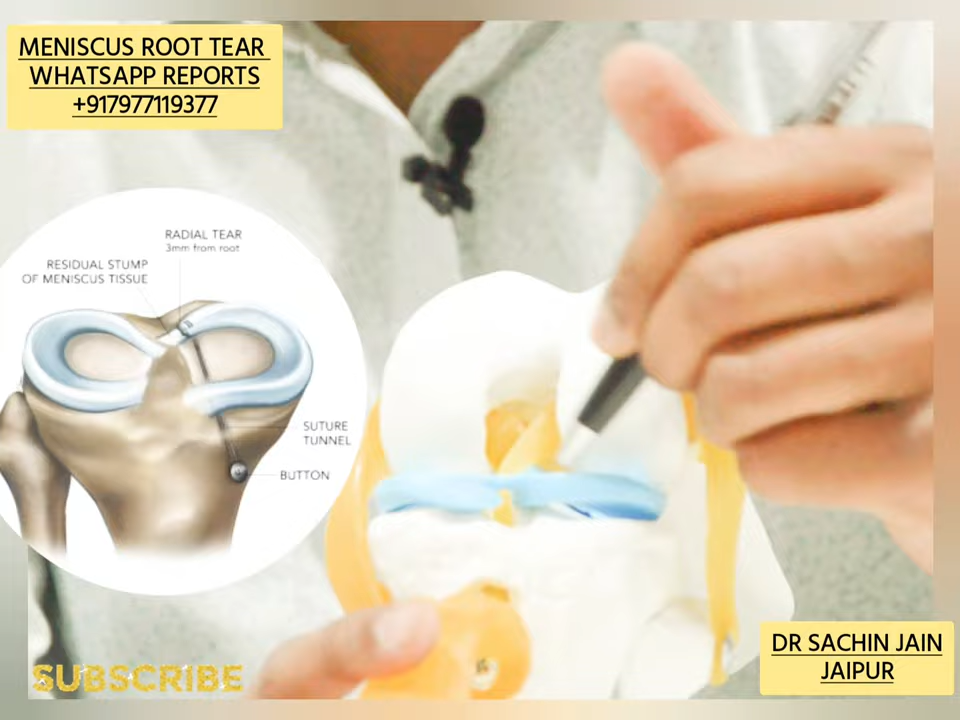 MENISCUS ROOT TEAR
WHATSAPP REPORTS
+917977119377
RADIAL TEAR
3mm from root
RESIDUAL STUMP
OF MENISCUS TISSUE
SUTURE
TUNNEL
BUTTON
DR SACHIN JAIN
JAIPUR
SUBSCRIBE